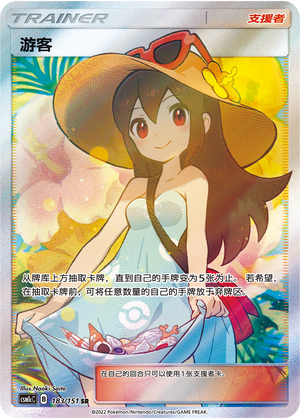 TRAINER 支援者
游客
从牌库上方抽取卡牌，直到自己的手牌变为5张为止。若希望，
在抽取卡牌前，可将任意数量的自己的手牌放于弃牌区。
Illus. Naoki Saito
CSM1cC D 183/151 SR
在自己的回合只可以使用1张支援者卡。
©2022 Pokémon/Nintendo/Creatures/GAME FREAK.